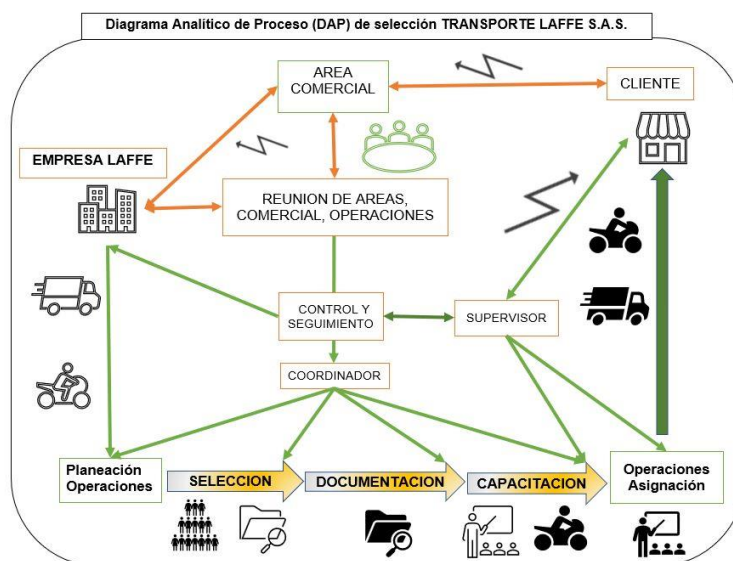 Diagrama Analítico de Proceso (DAP) de selección TRANSPORTE LAFFE S.A.S.
AREA
COMERCIAL
CLIENTE
EMPRESA LAFFE
REUNION DE AREAS,
COMERCIAL, OPERACIONES
CONTROL Y
SEGUIMIENTO
SUPERVISOR
COORDINADOR
Planeación
Operaciones
SELECCION
DOCUMENTACION
CAPACITACION
Operaciones
Asignación